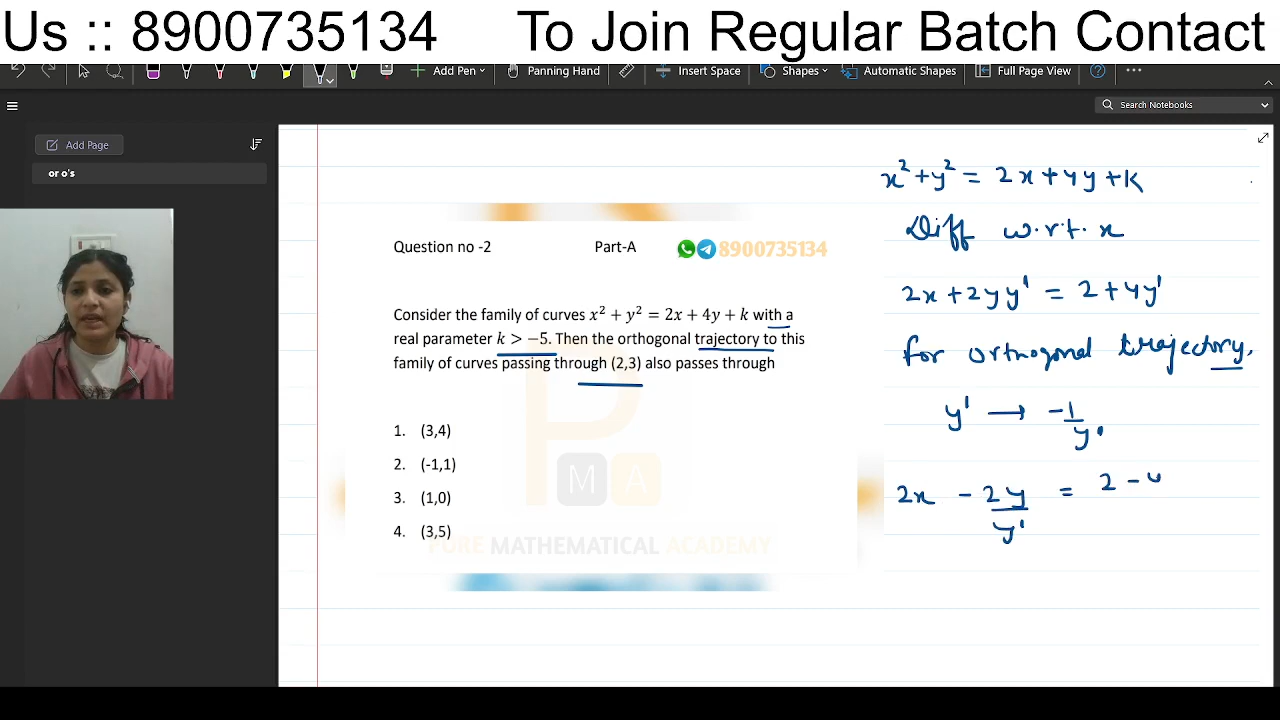 Us :: 8900735134 To Join Regular Batch Contact
Add Pen Panning Hand Insert Space Shapes Automatic Shapes Full Page View
Search Notebooks
Add Page
or o's
Question no -2 Part-A 8900735134
Consider the family of curves x² + y² = 2x + 4y + k with a
real parameter k > −5. Then the orthogonal trajectory to this
family of curves passing through (2,3) also passes through
1. (3,4)
2. (-1,1)
3. (1,0)
4. (3,5)
MA
PURE MATHEMATICAL ACADEMY
x² + y² = 2x + 4y + k
Diff w.r.t. x
2x + 2yy' = 2 + 4y'
for orthogonal trajectory,
y' → -1/y'
2x - 2y/y' = 2 -